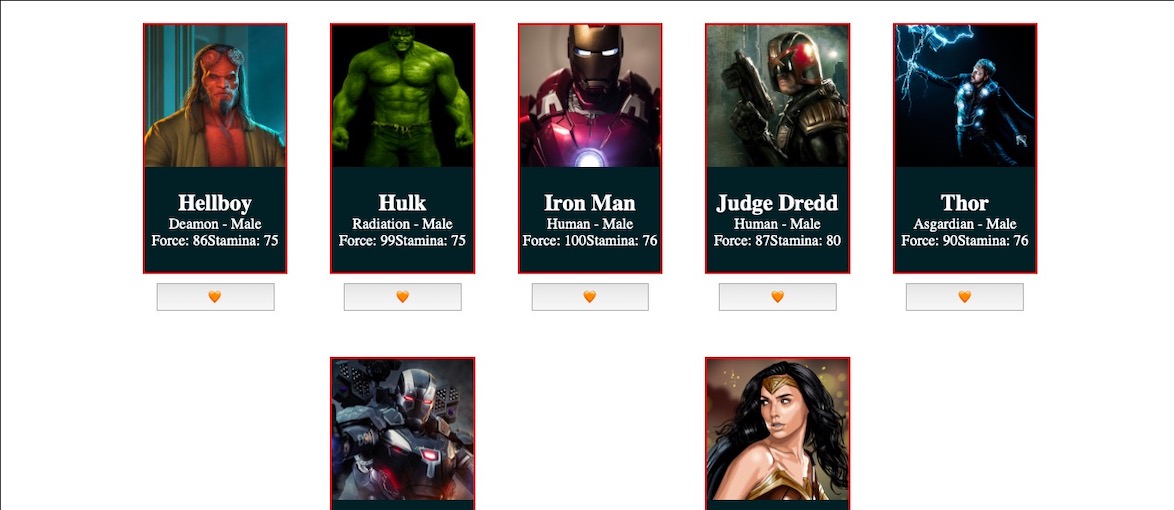 Hellboy
Deamon - Male
Force: 86Stamina: 75
Hulk
Radiation - Male
Force: 99Stamina: 75
Iron Man
Human - Male
Force: 100Stamina: 76
Judge Dredd
Human - Male
Force: 87Stamina: 80
Thor
Asgardian - Male
Force: 90Stamina: 76